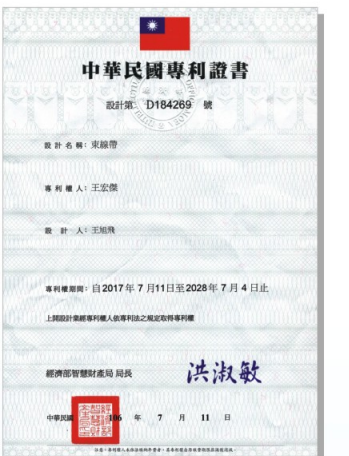 中華民國專利證書
設計第 D184269 號
設計名稱：束線帶
專利權人：王宏傑
設計人：王旭飛
專利權期間：自2017年7月11日至2028年7月4日止
上開設計業經專利權人依專利法之規定取得專利權
經濟部智慧財產局 局長
洪淑敏
中華民國 106 年 7 月 11 日